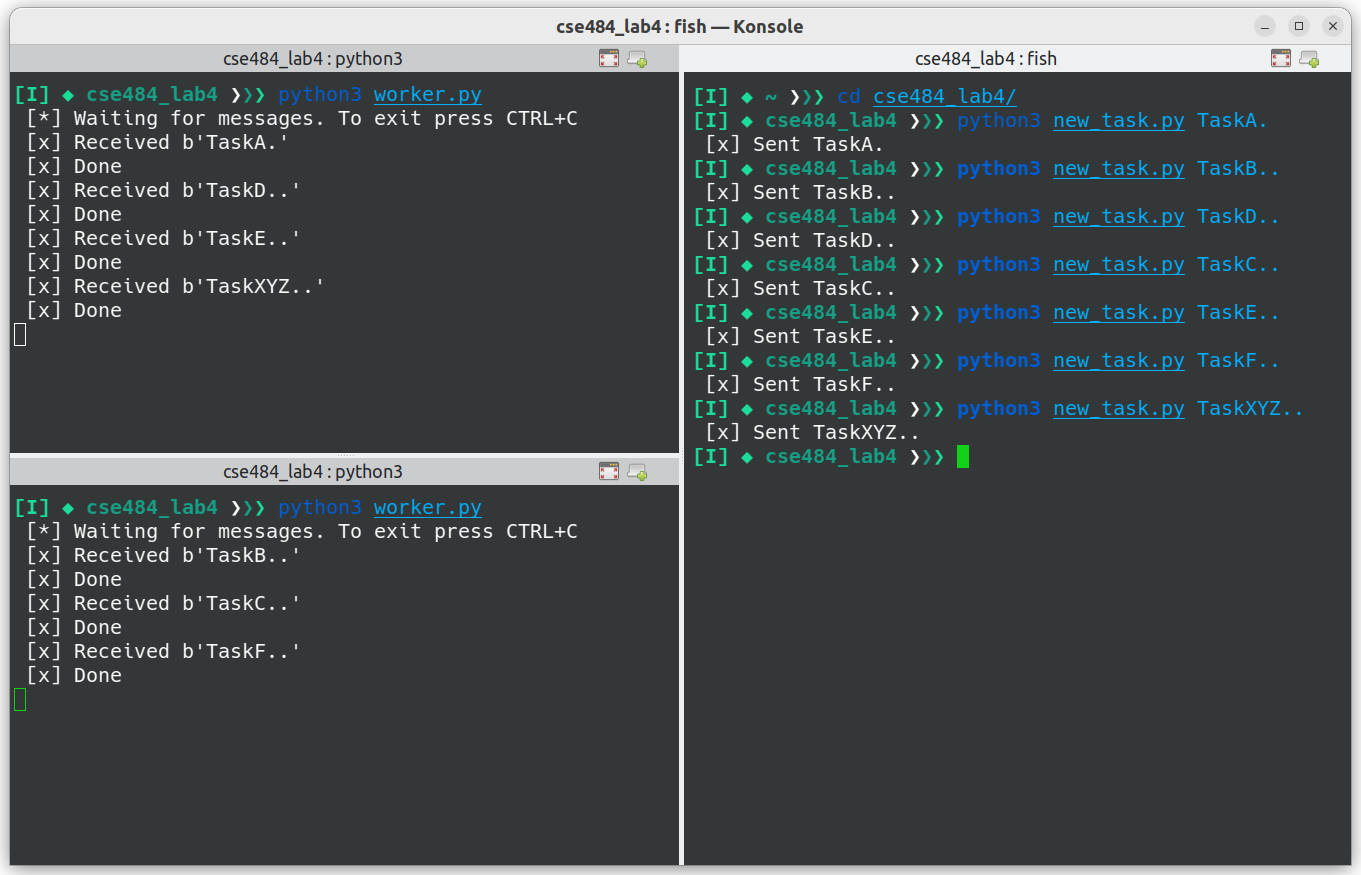 cse484_lab4 : fish — Konsole
cse484_lab4 : python3
[I] ◆ cse484_lab4 ❯❯❯ python3 worker.py
[*] Waiting for messages. To exit press CTRL+C
[x] Received b'TaskA.'
[x] Done
[x] Received b'TaskD..'
[x] Done
[x] Received b'TaskE..'
[x] Done
[x] Received b'TaskXYZ..'
[x] Done
cse484_lab4 : python3
[I] ◆ cse484_lab4 ❯❯❯ python3 worker.py
[*] Waiting for messages. To exit press CTRL+C
[x] Received b'TaskB..'
[x] Done
[x] Received b'TaskC..'
[x] Done
[x] Received b'TaskF..'
[x] Done
cse484_lab4 : fish
[I] ◆ ~ ❯❯❯ cd cse484_lab4/
[I] ◆ cse484_lab4 ❯❯❯ python3 new_task.py TaskA.
[x] Sent TaskA.
[I] ◆ cse484_lab4 ❯❯❯ python3 new_task.py TaskB..
[x] Sent TaskB..
[I] ◆ cse484_lab4 ❯❯❯ python3 new_task.py TaskD..
[x] Sent TaskD..
[I] ◆ cse484_lab4 ❯❯❯ python3 new_task.py TaskC..
[x] Sent TaskC..
[I] ◆ cse484_lab4 ❯❯❯ python3 new_task.py TaskE..
[x] Sent TaskE..
[I] ◆ cse484_lab4 ❯❯❯ python3 new_task.py TaskF..
[x] Sent TaskF..
[I] ◆ cse484_lab4 ❯❯❯ python3 new_task.py TaskXYZ..
[x] Sent TaskXYZ..
[I] ◆ cse484_lab4 ❯❯❯